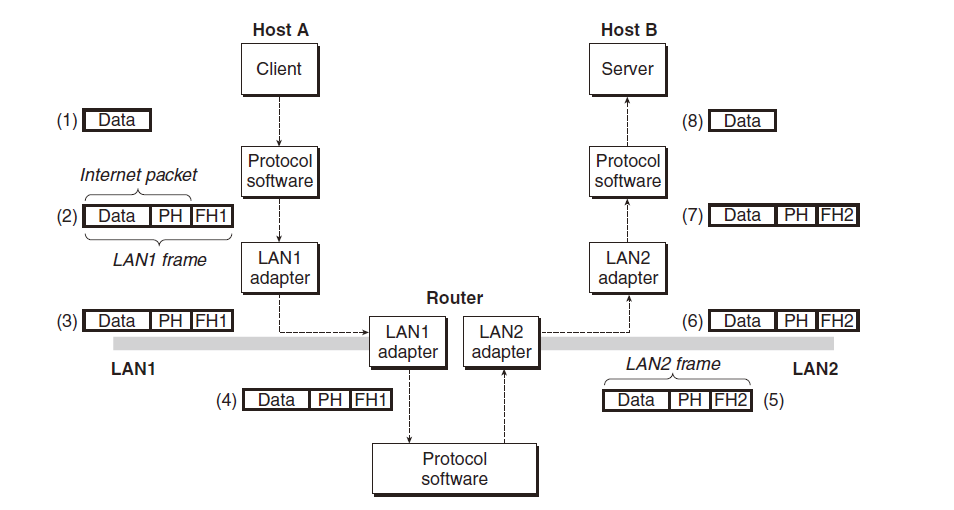 Host A
Host B
Client
Server
(1) Data
(8) Data
Protocol
software
Protocol
software
Internet packet
(2) Data PH FH1
(7) Data PH FH2
LAN1 frame
LAN1
adapter
LAN2
adapter
Router
(3) Data PH FH1
(6) Data PH FH2
LAN1
adapter
LAN2
adapter
LAN1
LAN2 frame
LAN2
(4) Data PH FH1
Data PH FH2 (5)
Protocol
software